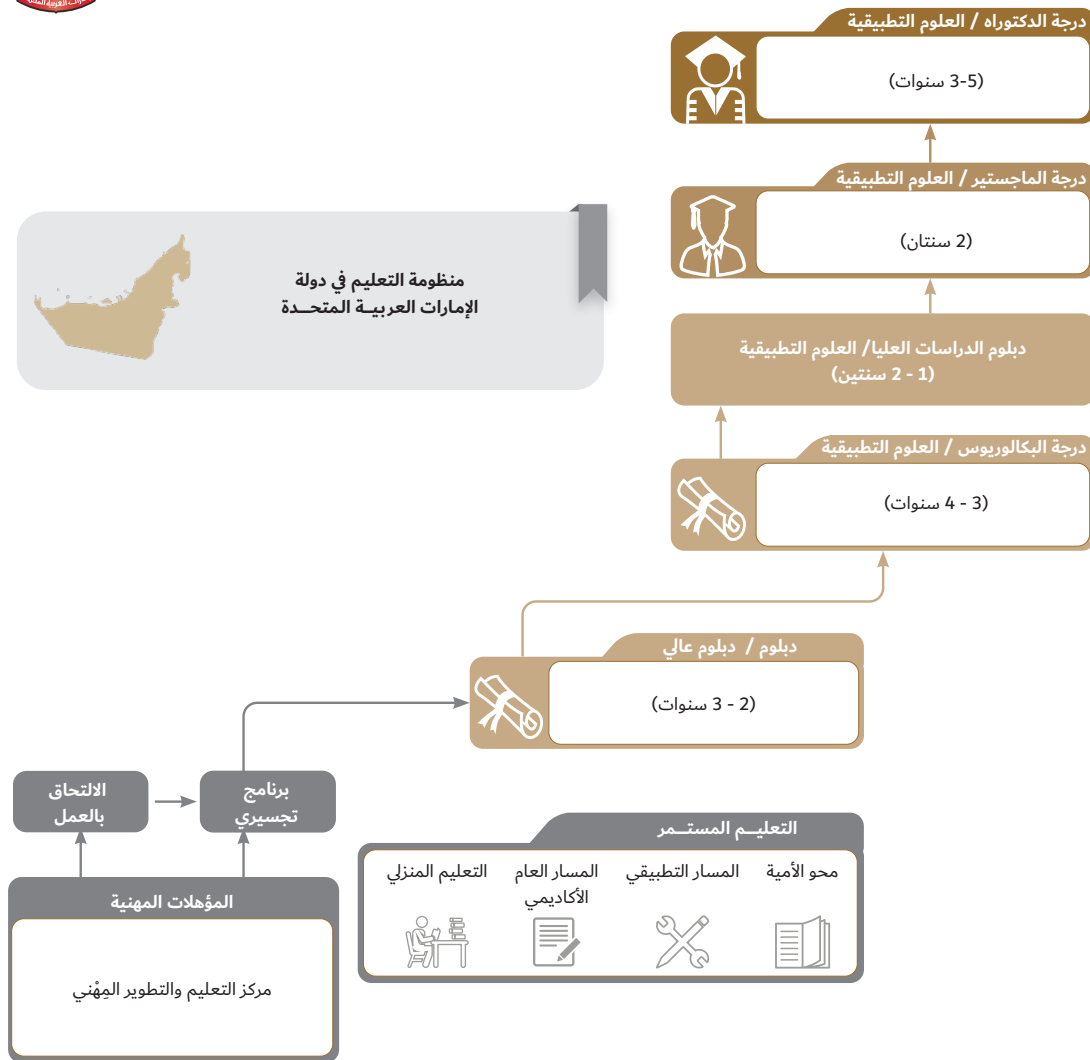 درجة الدكتوراه / العلوم التطبيقية
(3-5 سنوات)
درجة الماجستير / العلوم التطبيقية
(2 سنتان)
منظومة التعليم في دولة
الإمارات العربيــة المتحــدة
دبلوم الدراسات العليا/ العلوم التطبيقية
(1 - 2 سنتين)
درجة البكالوريوس / العلوم التطبيقية
(3 - 4 سنوات)
دبلوم / دبلوم عالي
(2 - 3 سنوات)
برنامج
تجسيري
الالتحاق
بالعمل
التعليــم المستــمر
محو الأمية
المسار التطبيقي
المسار العام
الأكاديمي
التعليم المنزلي
المؤهلات المهنية
مركز التعليم والتطوير المِهْني